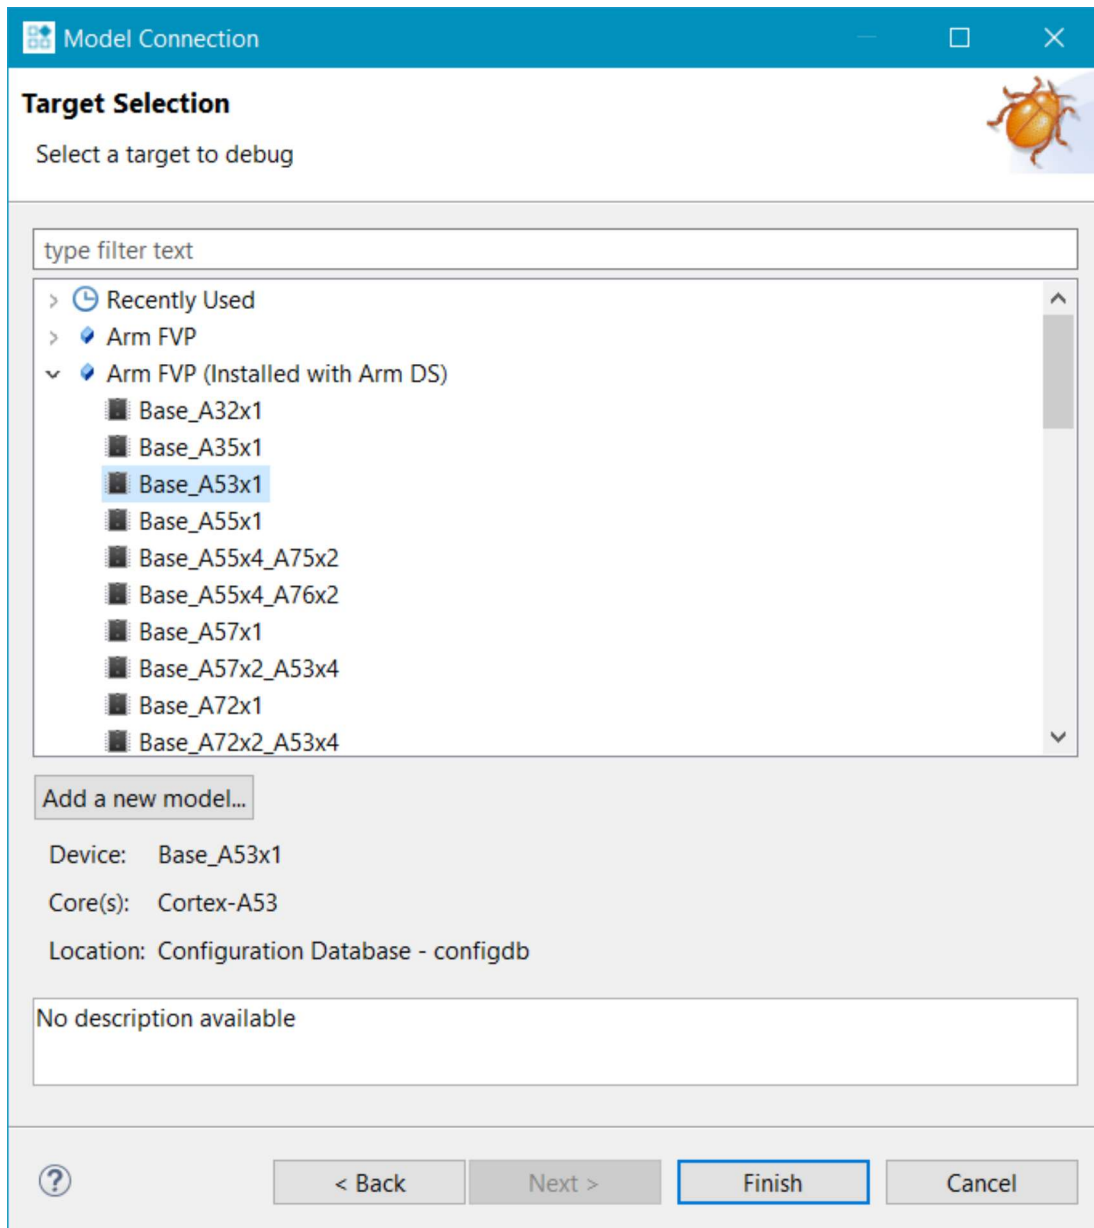 Model Connection
Target Selection
Select a target to debug
type filter text
Recently Used
Arm FVP
Arm FVP (Installed with Arm DS)
Base_A32x1
Base_A35x1
Base_A53x1
Base_A55x1
Base_A55x4_A75x2
Base_A55x4_A76x2
Base_A57x1
Base_A57x2_A53x4
Base_A72x1
Base_A72x2_A53x4
Add a new model...
Device: Base_A53x1
Core(s): Cortex-A53
Location: Configuration Database - configdb
No description available
? < Back Next > Finish Cancel